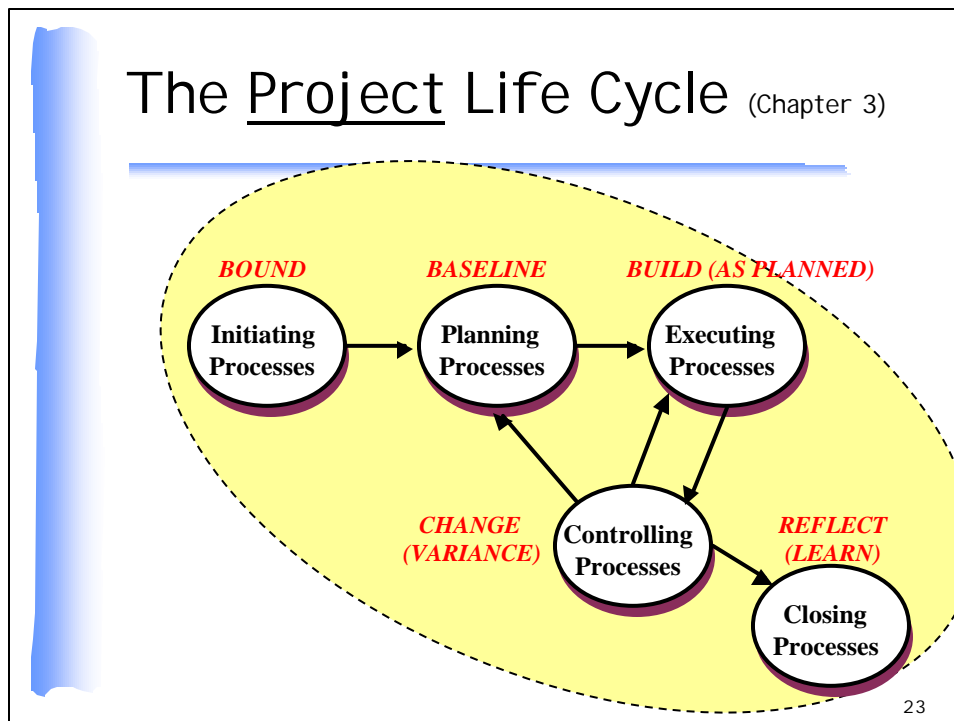 The Project Life Cycle (Chapter 3)
BOUND
BASELINE
BUILD (AS PLANNED)
Initiating
Processes
Planning
Processes
Executing
Processes
CHANGE
(VARIANCE)
Controlling
Processes
REFLECT
(LEARN)
Closing
Processes
23